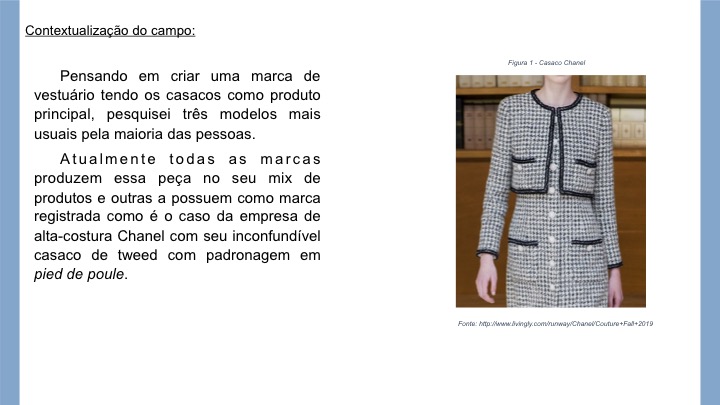 Contextualização do campo:
Pensando em criar uma marca de
vestuário tendo os casacos como produto
principal, pesquisei três modelos mais
usuais pela maioria das pessoas.
Atualmente todas as marcas
produzem essa peça no seu mix de
produtos e outras a possuem como marca
registrada como é o caso da empresa de
alta-costura Chanel com seu inconfundível
casaco de tweed com padronagem em
pied de poule.
Figura 1 - Casaco Chanel
Fonte: http://www.livingly.com/runway/Chanel/Couture+Fall+2019